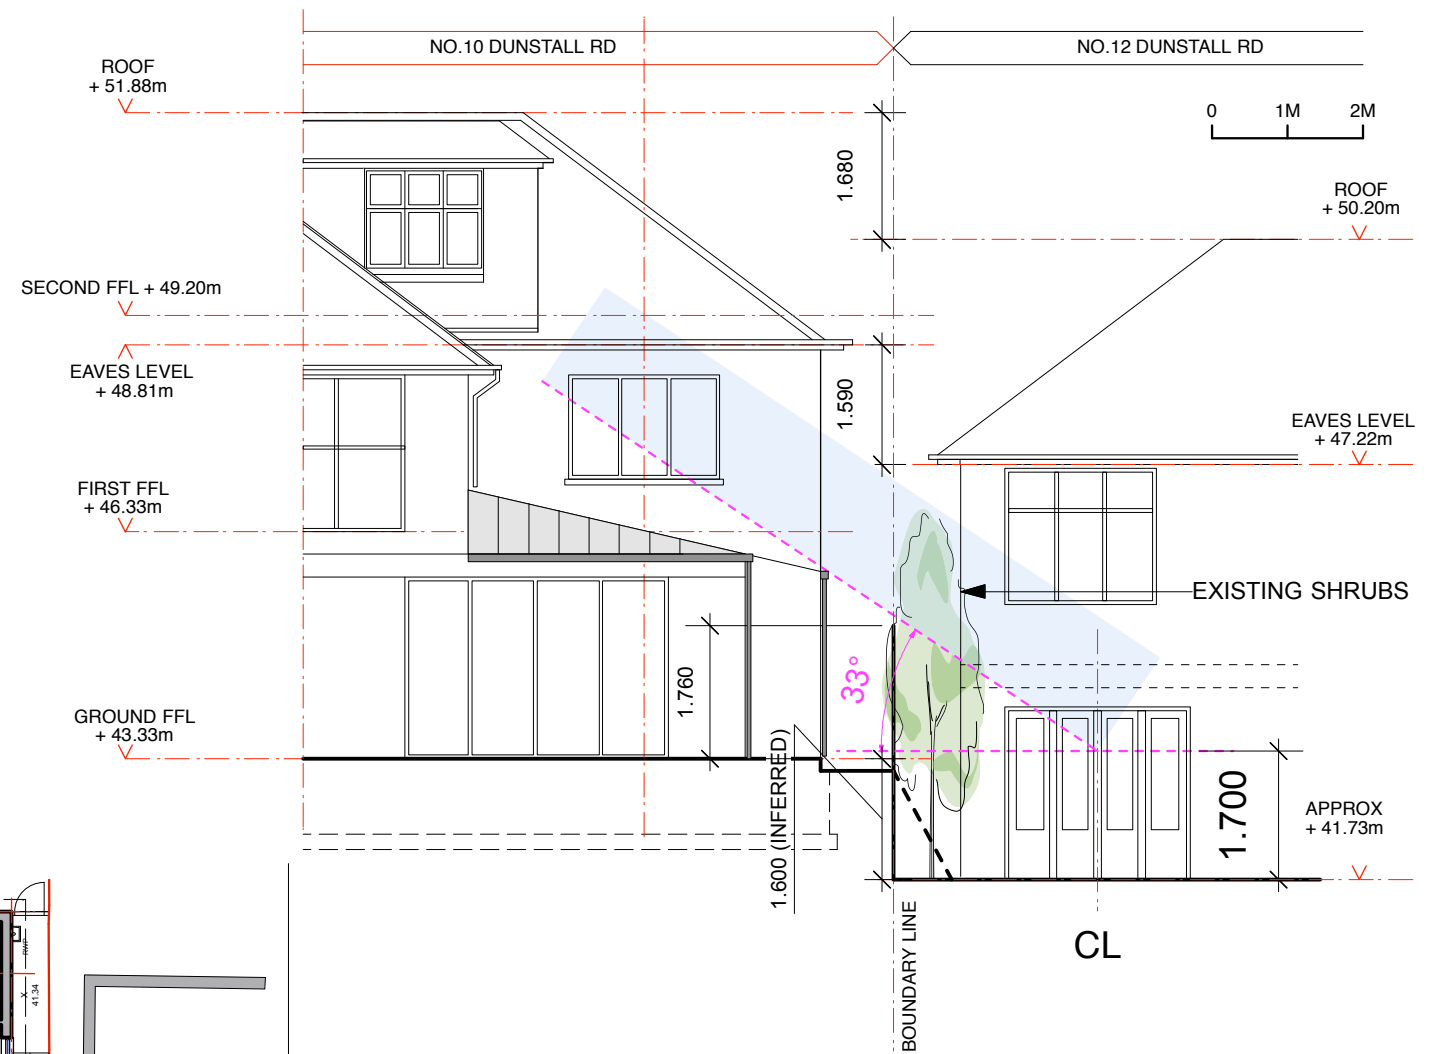 NO.10 DUNSTALL RD
NO.12 DUNSTALL RD
ROOF
+ 51.88m
0 1M 2M
1.680
ROOF
+ 50.20m
SECOND FFL + 49.20m
EAVES LEVEL
+ 48.81m
1.590
EAVES LEVEL
+ 47.22m
FIRST FFL
+ 46.33m
EXISTING SHRUBS
33°
1.760
GROUND FFL
+ 43.33m
1.600 (INFERRED)
1.700
APPROX
+ 41.73m
CL
BOUNDARY LINE
RWP
X
41.34